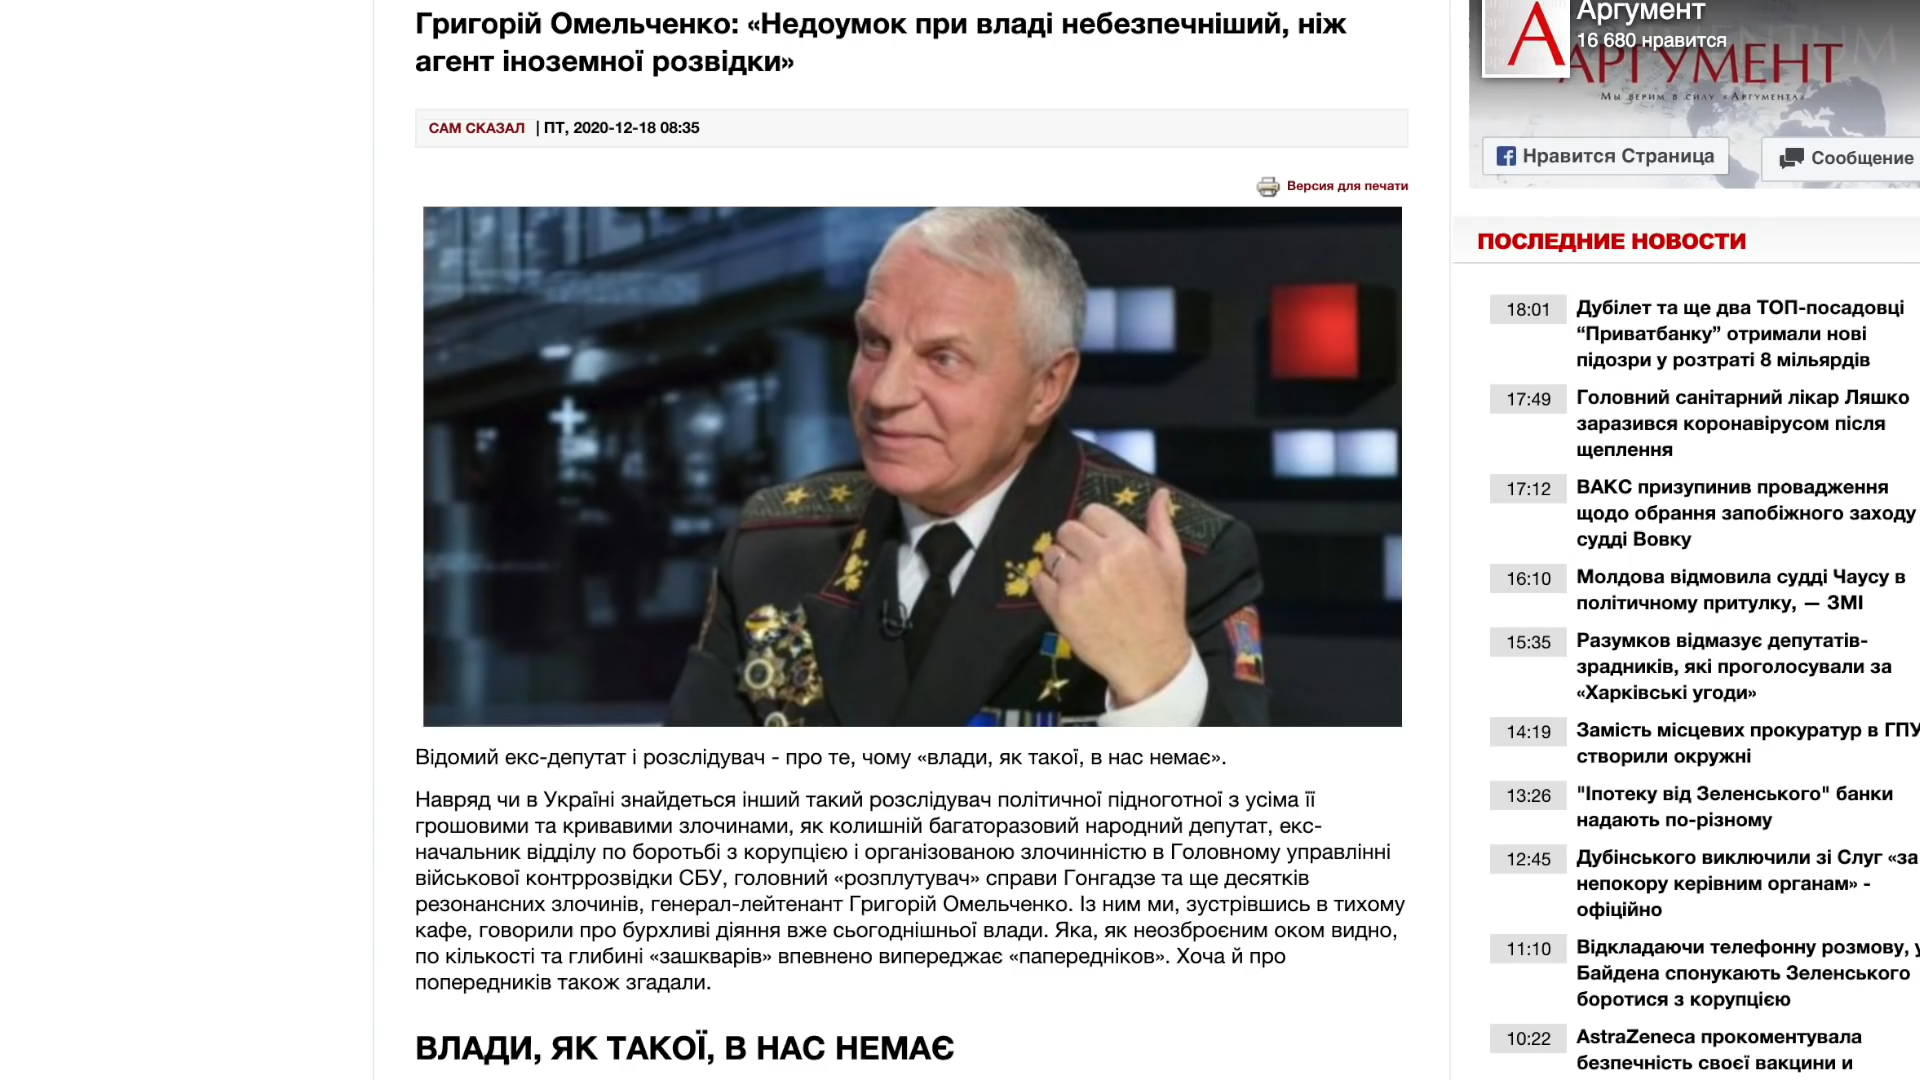 Григорій Омельченко: «Недоумок при владі небезпечніший, ніж
агент іноземної розвідки»
САМ СКАЗАЛ | ПТ, 2020-12-18 08:35
Версия для печати
Відомий екс-депутат і розслідувач - про те, чому «влади, як такої, в нас немає».
Навряд чи в Україні знайдеться інший такий розслідувач політичної підноготної з усіма її
грошовими та кривавими злочинами, як колишній багаторазовий народний депутат, екс-
начальник відділу по боротьбі з корупцією і організованою злочинністю в Головному управлінні
військової контррозвідки СБУ, головний «розплутувач» справи Гонгадзе та ще десятків
резонансних злочинів, генерал-лейтенант Григорій Омельченко. Із ним ми, зустрівшись в тихому
кафе, говорили про бурхливі діяння вже сьогоднішньої влади. Яка, як неозброєним оком видно,
по кількості та глибині «зашкварів» впевнено випереджає «папередніков». Хоча й про
попередників також згадали.
ВЛАДИ, ЯК ТАКОЇ, В НАС НЕМАЄ
Аргумент
16 680 нравится
А
АРГУМЕНТ
Мы верим в силу «Аргумента»
Нравится Страница
Сообщение
ПОСЛЕДНИЕ НОВОСТИ
18:01 Дубілет та ще два ТОП-посадовці
“Приватбанку” отримали нові
підозри у розтраті 8 мільярдів
17:49 Головний санітарний лікар Ляшко
заразився коронавірусом після
щеплення
17:12 ВАКС призупинив провадження
щодо обрання запобіжного заходу
судді Вовку
16:10 Молдова відмовила судді Чаусу в
політичному притулку, — ЗМІ
15:35 Разумков відмазує депутатів-
зрадників, які проголосували за
«Харківські угоди»
14:19 Замість місцевих прокуратур в ГПУ
створили окружні
13:26 "Іпотеку від Зеленського" банки
надають по-різному
12:45 Дубінського виключили зі Слуг «за
непокору керівним органам» -
офіційно
11:10 Відкладаючи телефонну розмову, у
Байдена спонукають Зеленського
боротися з корупцією
10:22 AstraZeneca прокоментувала
безпечність своєї вакцини и